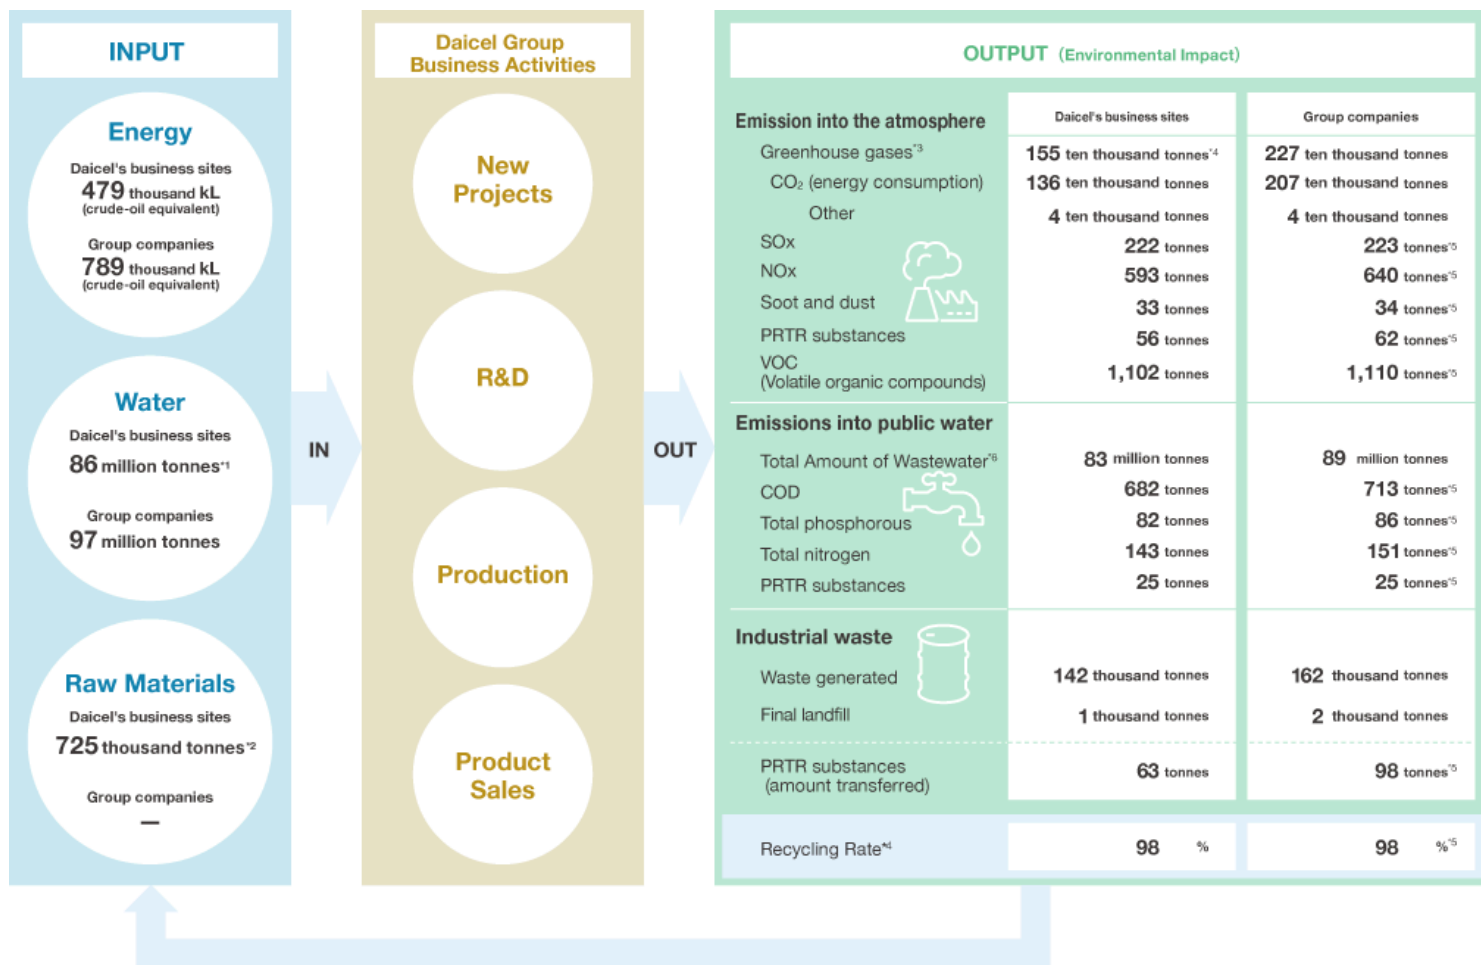 INPUT
Energy
Daicel's business sites
479 thousand kL
(crude-oil equivalent)
Group companies
789 thousand kL
(crude-oil equivalent)
Water
Daicel's business sites
86 million tonnes*1
Group companies
97 million tonnes
Raw Materials
Daicel's business sites
725 thousand tonnes*2
Group companies
—
IN
Daicel Group
Business Activities
New
Projects
R&D
Production
Product
Sales
OUT
OUTPUT (Environmental Impact)
Daicel's business sites Group companies
Emission into the atmosphere
Greenhouse gases*3 155 ten thousand tonnes*4 227 ten thousand tonnes
CO₂ (energy consumption) 136 ten thousand tonnes 207 ten thousand tonnes
Other 4 ten thousand tonnes 4 ten thousand tonnes
SOx 222 tonnes 223 tonnes*5
NOx 593 tonnes 640 tonnes*5
Soot and dust 33 tonnes 34 tonnes*5
PRTR substances 56 tonnes 62 tonnes*5
VOC
(Volatile organic compounds) 1,102 tonnes 1,110 tonnes*5
Emissions into public water
Total Amount of Wastewater*6 83 million tonnes 89 million tonnes
COD 682 tonnes 713 tonnes*5
Total phosphorous 82 tonnes 86 tonnes*5
Total nitrogen 143 tonnes 151 tonnes*5
PRTR substances 25 tonnes 25 tonnes*5
Industrial waste
Waste generated 142 thousand tonnes 162 thousand tonnes
Final landfill 1 thousand tonnes 2 thousand tonnes
PRTR substances
(amount transferred) 63 tonnes 98 tonnes*5
Recycling Rate*4 98 % 98 %*5